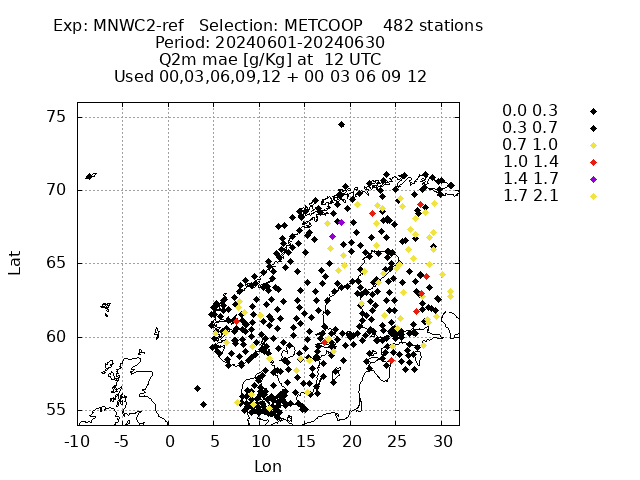 Exp: MNWC2-ref   Selection: METCOOP    482 stations
Period: 20240601-20240630
Q2m mae [g/Kg] at  12 UTC
Used 00,03,06,09,12 + 00 03 06 09 12
0.0 0.3
0.3 0.7
0.7 1.0
1.0 1.4
1.4 1.7
1.7 2.1
75
70
65
60
55
Lat
-10 -5 0 5 10 15 20 25 30
Lon